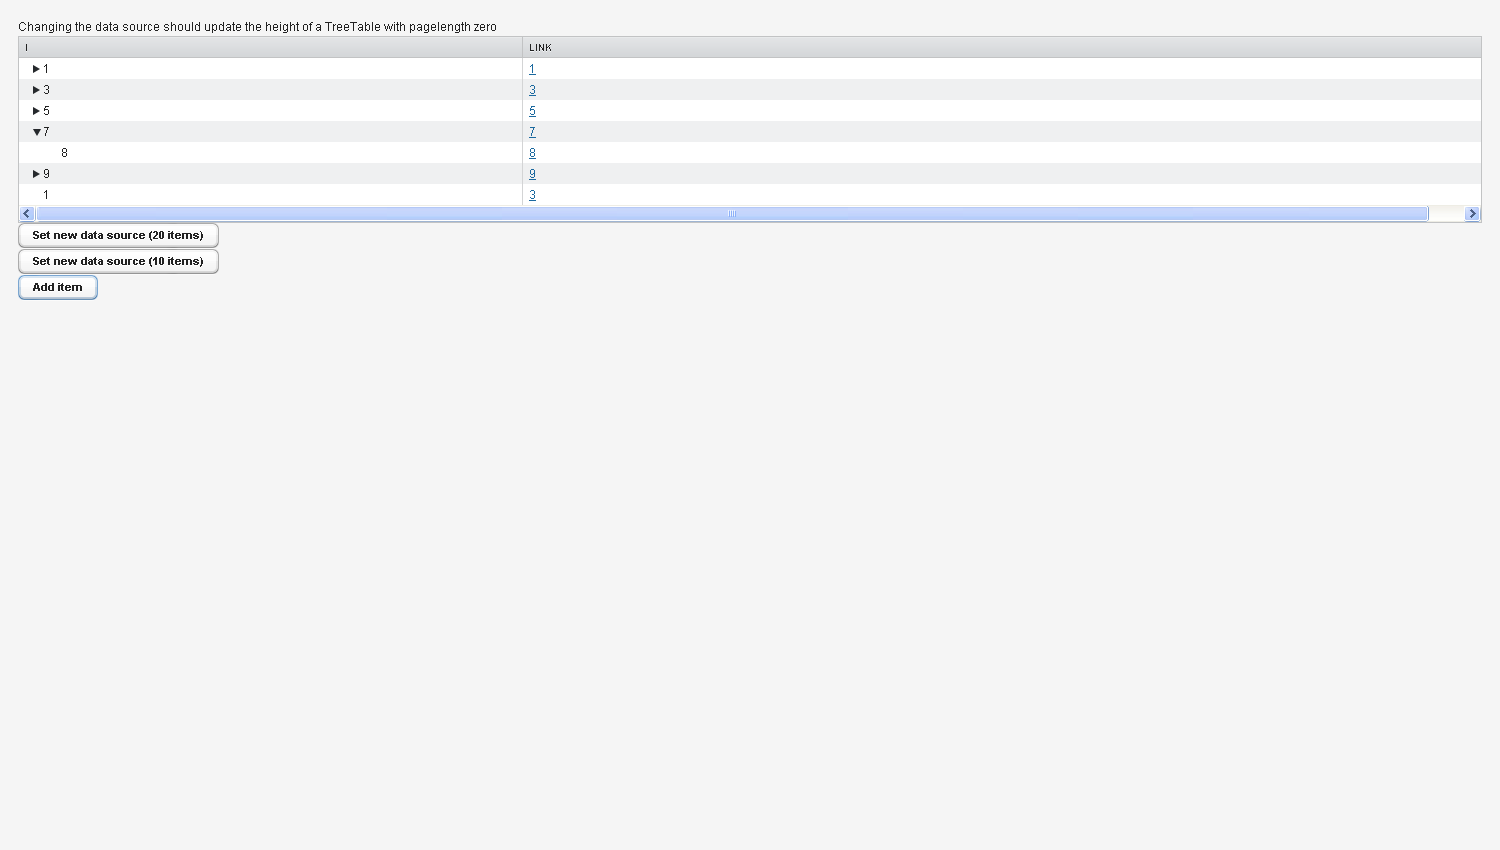 Changing the data source should update the height of a TreeTable with pagelength zero
I LINK
1 1
3 3
5 5
7 7
8 8
9 9
1 3
Set new data source (20 items)
Set new data source (10 items)
Add item